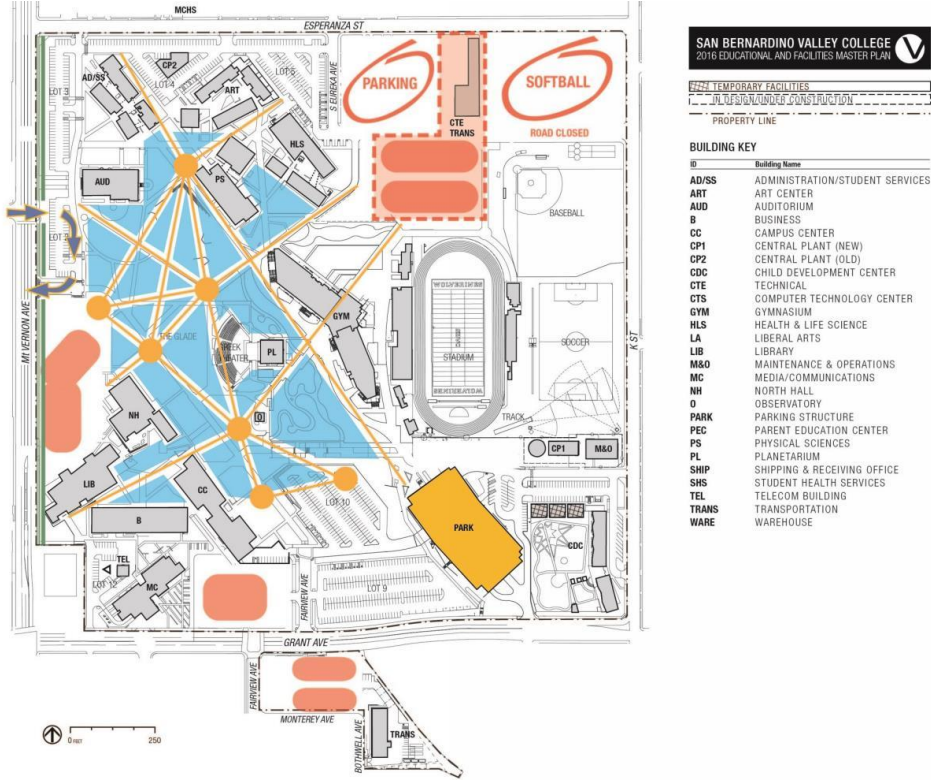 MCHS
ESPERANZA ST
CP2
AD/SS
LOT 4
LOT 5
S EUREKA AVE
PARKING
SOFTBALL
LOT 3
ART
CTE
TRANS
ROAD CLOSED
HLS
AUD
PS
BASEBALL
GYM
WOLVERINES
STADIUM
WOLVERINES
SOCCER
K ST
Mt VERNON AVE
THE GLADE
GREEK
THEATER
PL
NH
O
TRACK
CP1
M&O
LIB
CC
LOT 10
PARK
B
CDC
TEL
LOT 12
MC
LOT 9
FAIRVIEW AVE
GRANT AVE
FAIRVIEW AVE
MONTEREY AVE
BOTHWELL AVE
TRANS
0 FEET 250
SAN BERNARDINO VALLEY COLLEGE
2016 EDUCATIONAL AND FACILITIES MASTER PLAN
V
TEMPORARY FACILITIES
IN DESIGN/UNDER CONSTRUCTION
PROPERTY LINE
BUILDING KEY
ID Building Name
AD/SS ADMINISTRATION/STUDENT SERVICES
ART ART CENTER
AUD AUDITORIUM
B BUSINESS
CC CAMPUS CENTER
CP1 CENTRAL PLANT (NEW)
CP2 CENTRAL PLANT (OLD)
CDC CHILD DEVELOPMENT CENTER
CTE TECHNICAL
CTS COMPUTER TECHNOLOGY CENTER
GYM GYMNASIUM
HLS HEALTH & LIFE SCIENCE
LA LIBERAL ARTS
LIB LIBRARY
M&O MAINTENANCE & OPERATIONS
MC MEDIA/COMMUNICATIONS
NH NORTH HALL
O OBSERVATORY
PARK PARKING STRUCTURE
PEC PARENT EDUCATION CENTER
PS PHYSICAL SCIENCES
PL PLANETARIUM
SHIP SHIPPING & RECEIVING OFFICE
SHS STUDENT HEALTH SERVICES
TEL TELECOM BUILDING
TRANS TRANSPORTATION
WARE WAREHOUSE